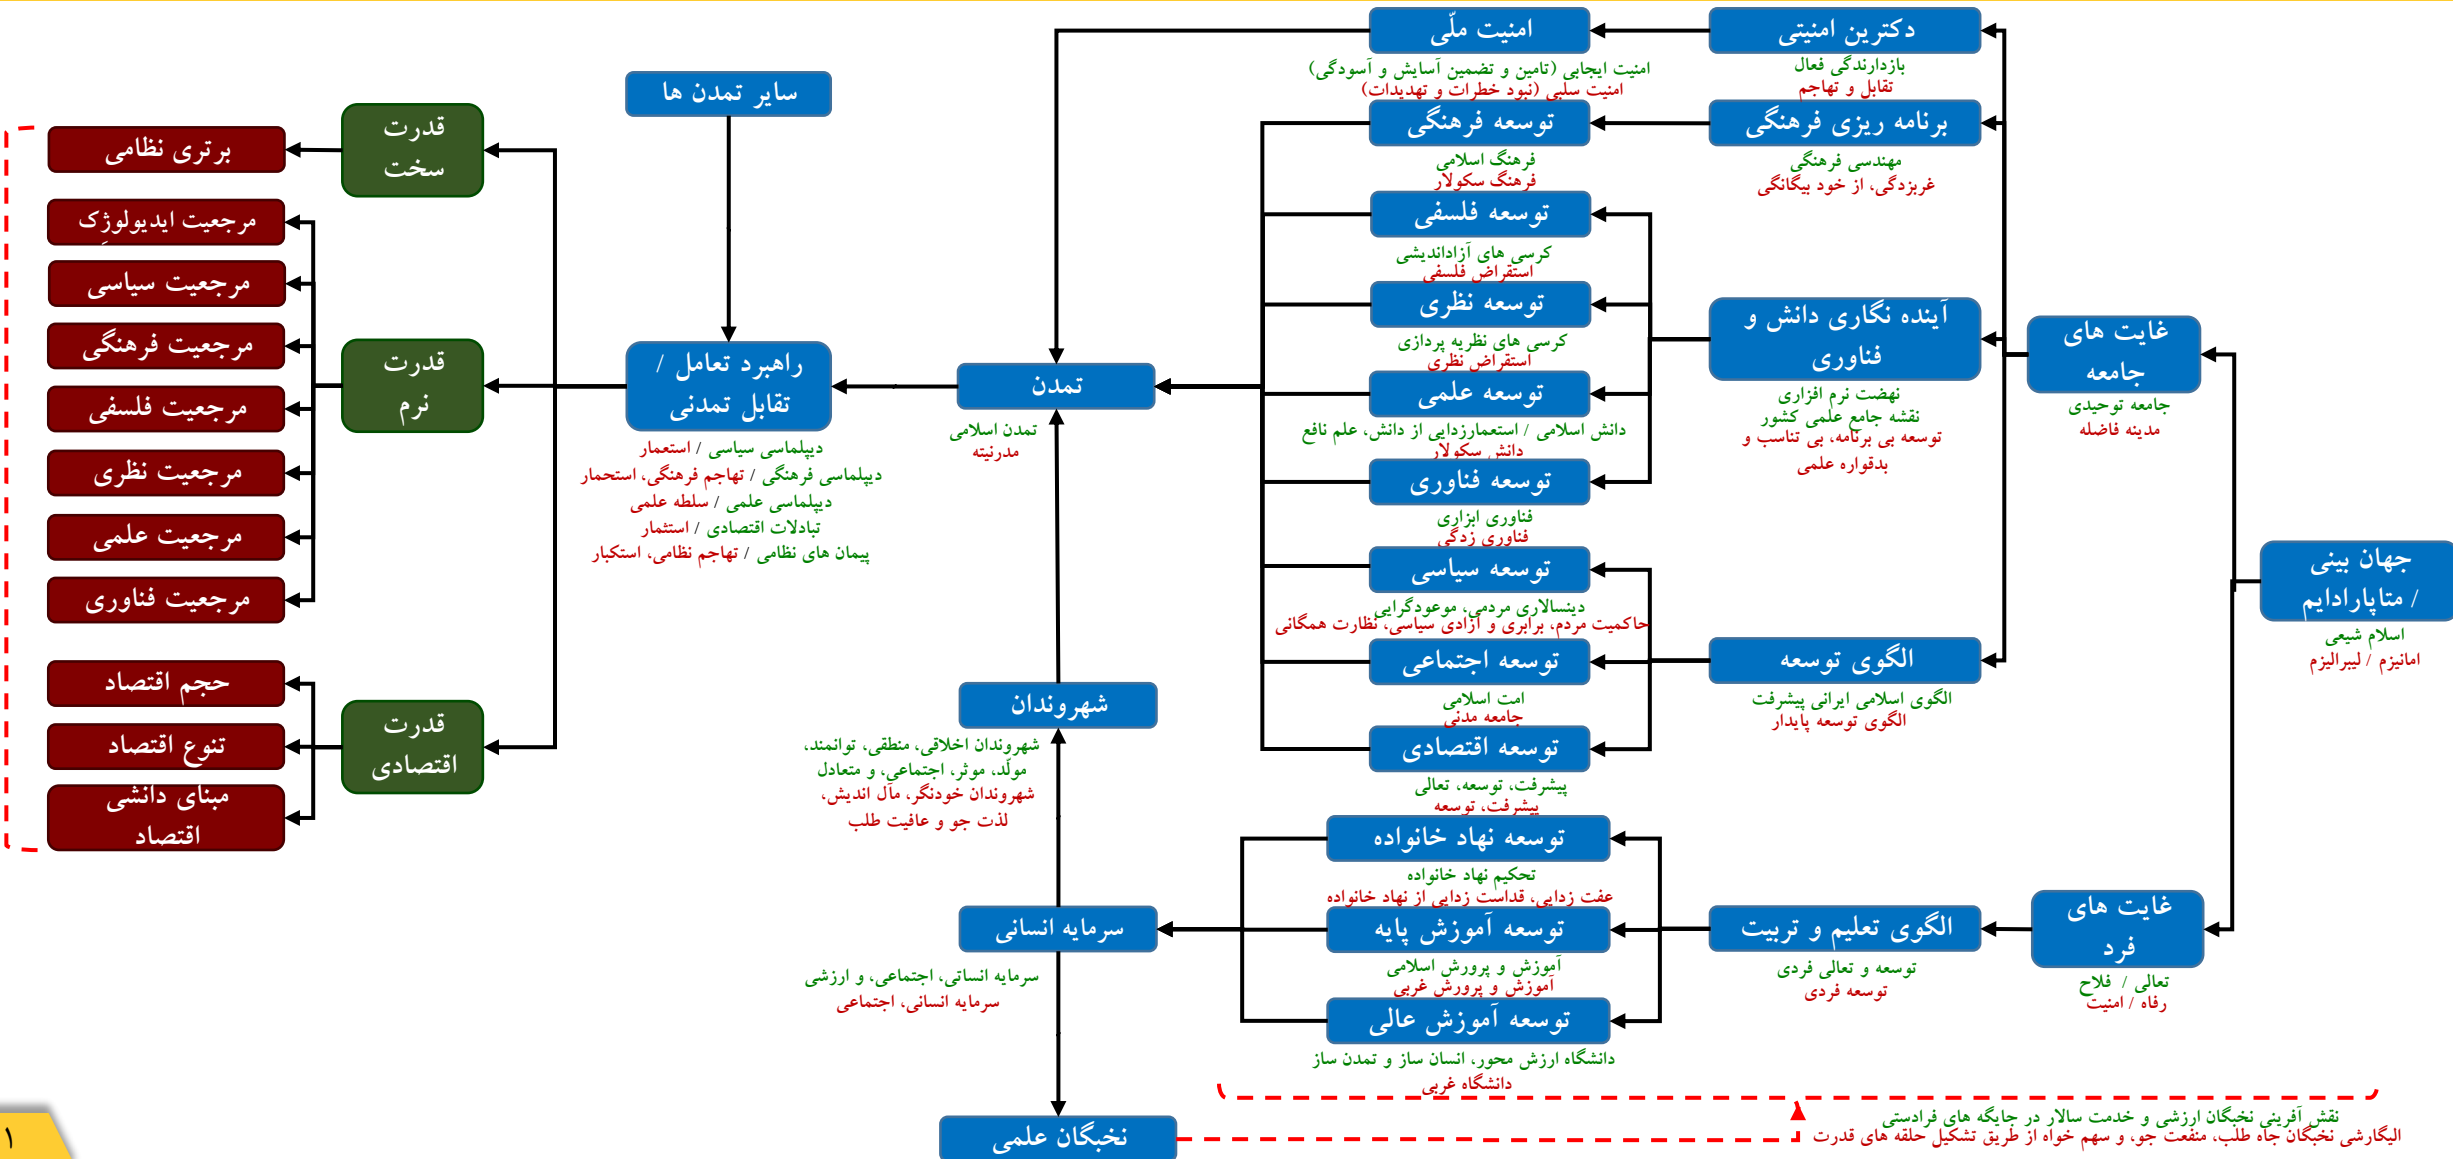 جهان بینی
/ متاپارادایم
اسلام شیعی
امانیزم / لیبرالیزم
غایت های
جامعه
جامعه توحیدی
مدینه فاضله
غایت های
فرد
تعالی / فلاح
رفاه / امنیت
دکترین امنیتی
بازدارندگی فعال
تقابل و تهاجم
برنامه ریزی فرهنگی
مهندسی فرهنگی
غربزدگی، از خود بیگانگی
آینده نگاری دانش و
فناوری
نهضت نرم افزاری
نقشه جامع علمی کشور
توسعه بی برنامه، بی تناسب و
بدقواره علمی
الگوی توسعه
الگوی اسلامی ایرانی پیشرفت
الگوی توسعه پایدار
الگوی تعلیم و تربیت
توسعه و تعالی فردی
توسعه فردی
امنیت ملّی
امنیت ایجابی (تامین و تضمین آسایش و آسودگی)
امنیت سلبی (نبود خطرات و تهدیدات)
توسعه فرهنگی
فرهنگ اسلامی
فرهنگ سکولار
توسعه فلسفی
کرسی های آزاداندیشی
استقراض فلسفی
توسعه نظری
کرسی های نظریه پردازی
استقراض نظری
توسعه علمی
دانش اسلامی / استعمارزدایی از دانش، علم نافع
دانش سکولار
توسعه فناوری
فناوری ابزاری
فناوری زدگی
توسعه سیاسی
دینسالاری مردمی، موعودگرایی
حاکمیت مردم، برابری و آزادی سیاسی، نظارت همگانی
توسعه اجتماعی
امت اسلامی
جامعه مدنی
توسعه اقتصادی
پیشرفت، توسعه، تعالی
پیشرفت، توسعه
توسعه نهاد خانواده
تحکیم نهاد خانواده
عفت زدایی، قداست زدایی از نهاد خانواده
توسعه آموزش پایه
آموزش و پرورش اسلامی
آموزش و پرورش غربی
توسعه آموزش عالی
دانشگاه ارزش محور، انسان ساز و تمدن ساز
دانشگاه غربی
نقش آفرینی نخبگان ارزشی و خدمت سالار در جایگه های فرادستی
الیگارشی نخبگان جاه طلب، منفعت جو، و سهم خواه از طریق تشکیل حلقه های قدرت
تمدن
تمدن اسلامی
مدرنیته
شهروندان
شهروندان اخلاقی، منطقی، توانمند،
مولّد، موثر، اجتماعی، و متعادل
شهروندان خودنگر، مآل اندیش،
لذت جو و عافیت طلب
سرمایه انسانی
سرمایه انساتی، اجتماعی، و ارزشی
سرمایه انسانی، اجتماعی
نخبگان علمی
سایر تمدن ها
راهبرد تعامل /
تقابل تمدنی
دیپلماسی سیاسی / استعمار
دیپلماسی فرهنگی / تهاجم فرهنگی، استحمار
دیپلماسی علمی / سلطه علمی
تبادلات اقتصادی / استثمار
پیمان های نظامی / تهاجم نظامی، استکبار
قدرت
سخت
قدرت
نرم
قدرت
اقتصادی
برتری نظامی
مرجعیت ایدیولوژک
مرجعیت سیاسی
مرجعیت فرهنگی
مرجعیت فلسفی
مرجعیت نظری
مرجعیت علمی
مرجعیت فناوری
حجم اقتصاد
تنوع اقتصاد
مبنای دانشی
اقتصاد
۱